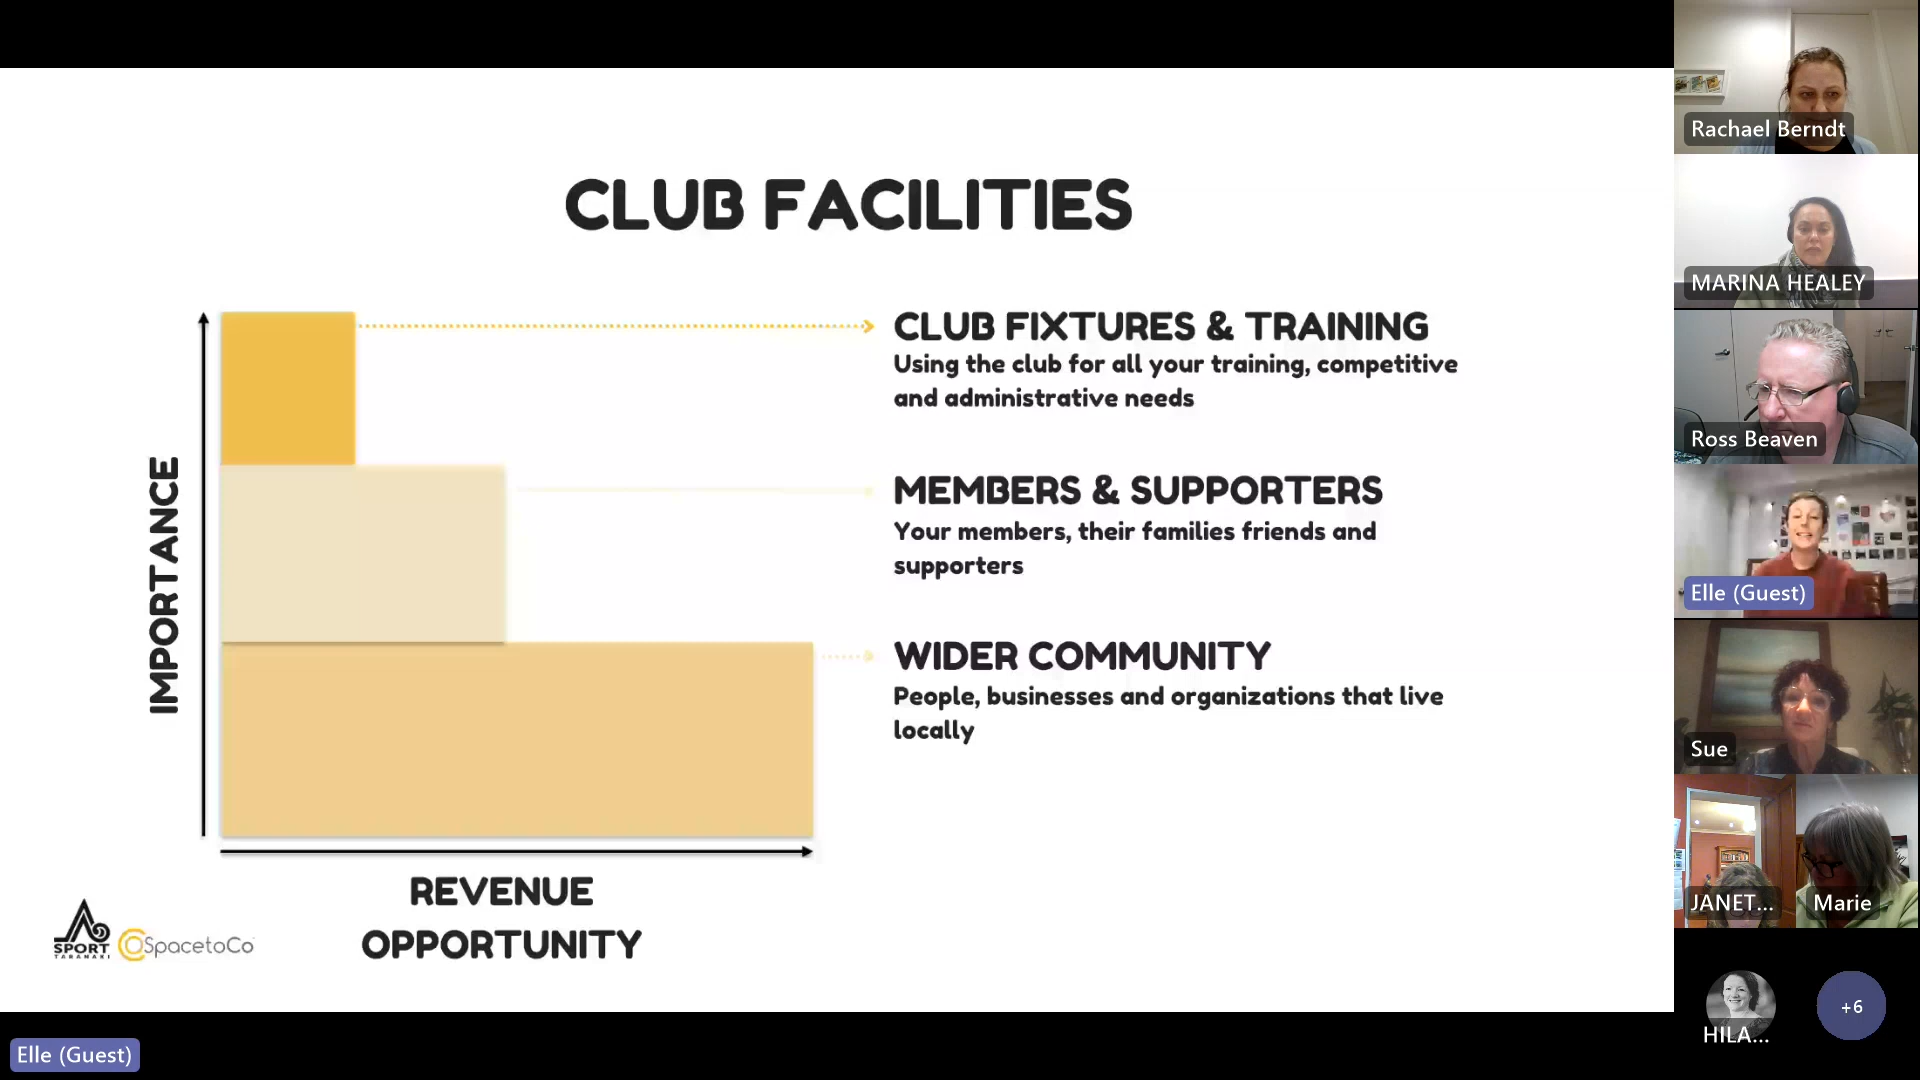 CLUB FACILITIES
IMPORTANCE
CLUB FIXTURES & TRAINING
Using the club for all your training, competitive
and administrative needs
MEMBERS & SUPPORTERS
Your members, their families friends and
supporters
WIDER COMMUNITY
People, businesses and organizations that live
locally
REVENUE
OPPORTUNITY
SPORT
TARANAKI
SpacetoCo
Elle (Guest)
Rachael Berndt
MARINA HEALEY
Ross Beaven
Elle (Guest)
Sue
JANET...
Marie
HILA...
+6